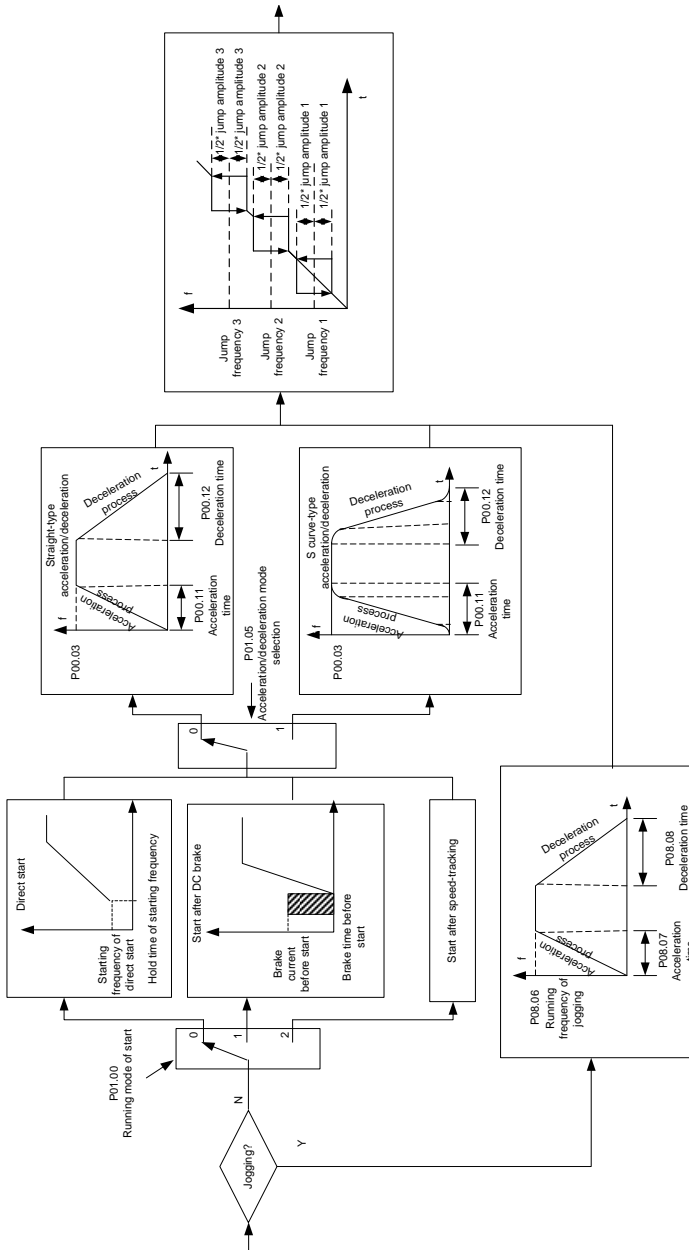 Jogging?
N
Y
P01.00
Running mode of start
0
1
2
Direct start
Starting
frequency of
direct start
Hold time of starting frequency
Start after DC brake
Brake
current
before start
Brake time before
start
Start after speed-tracking
P01.05
Acceleration/deceleration mode
selection
0
1
Straight-type
acceleration/deceleration
f
P00.03
Acceleration
process
Deceleration
process
t
P00.11
Acceleration
time
P00.12
Deceleration time
S curve-type
acceleration/deceleration
f
P00.03
Acceleration
process
Deceleration
process
t
P00.11
Acceleration
time
P00.12
Deceleration time
P08.06
Running
frequency of
jogging
f
Acceleration
process
Deceleration
process
t
P08.07
Acceleration
P08.08
Deceleration time
f
Jump
frequency 3
Jump
frequency 2
Jump
frequency 1
1/2* jump amplitude 3
1/2* jump amplitude 3
1/2* jump amplitude 2
1/2* jump amplitude 2
1/2* jump amplitude 1
1/2* jump amplitude 1
t